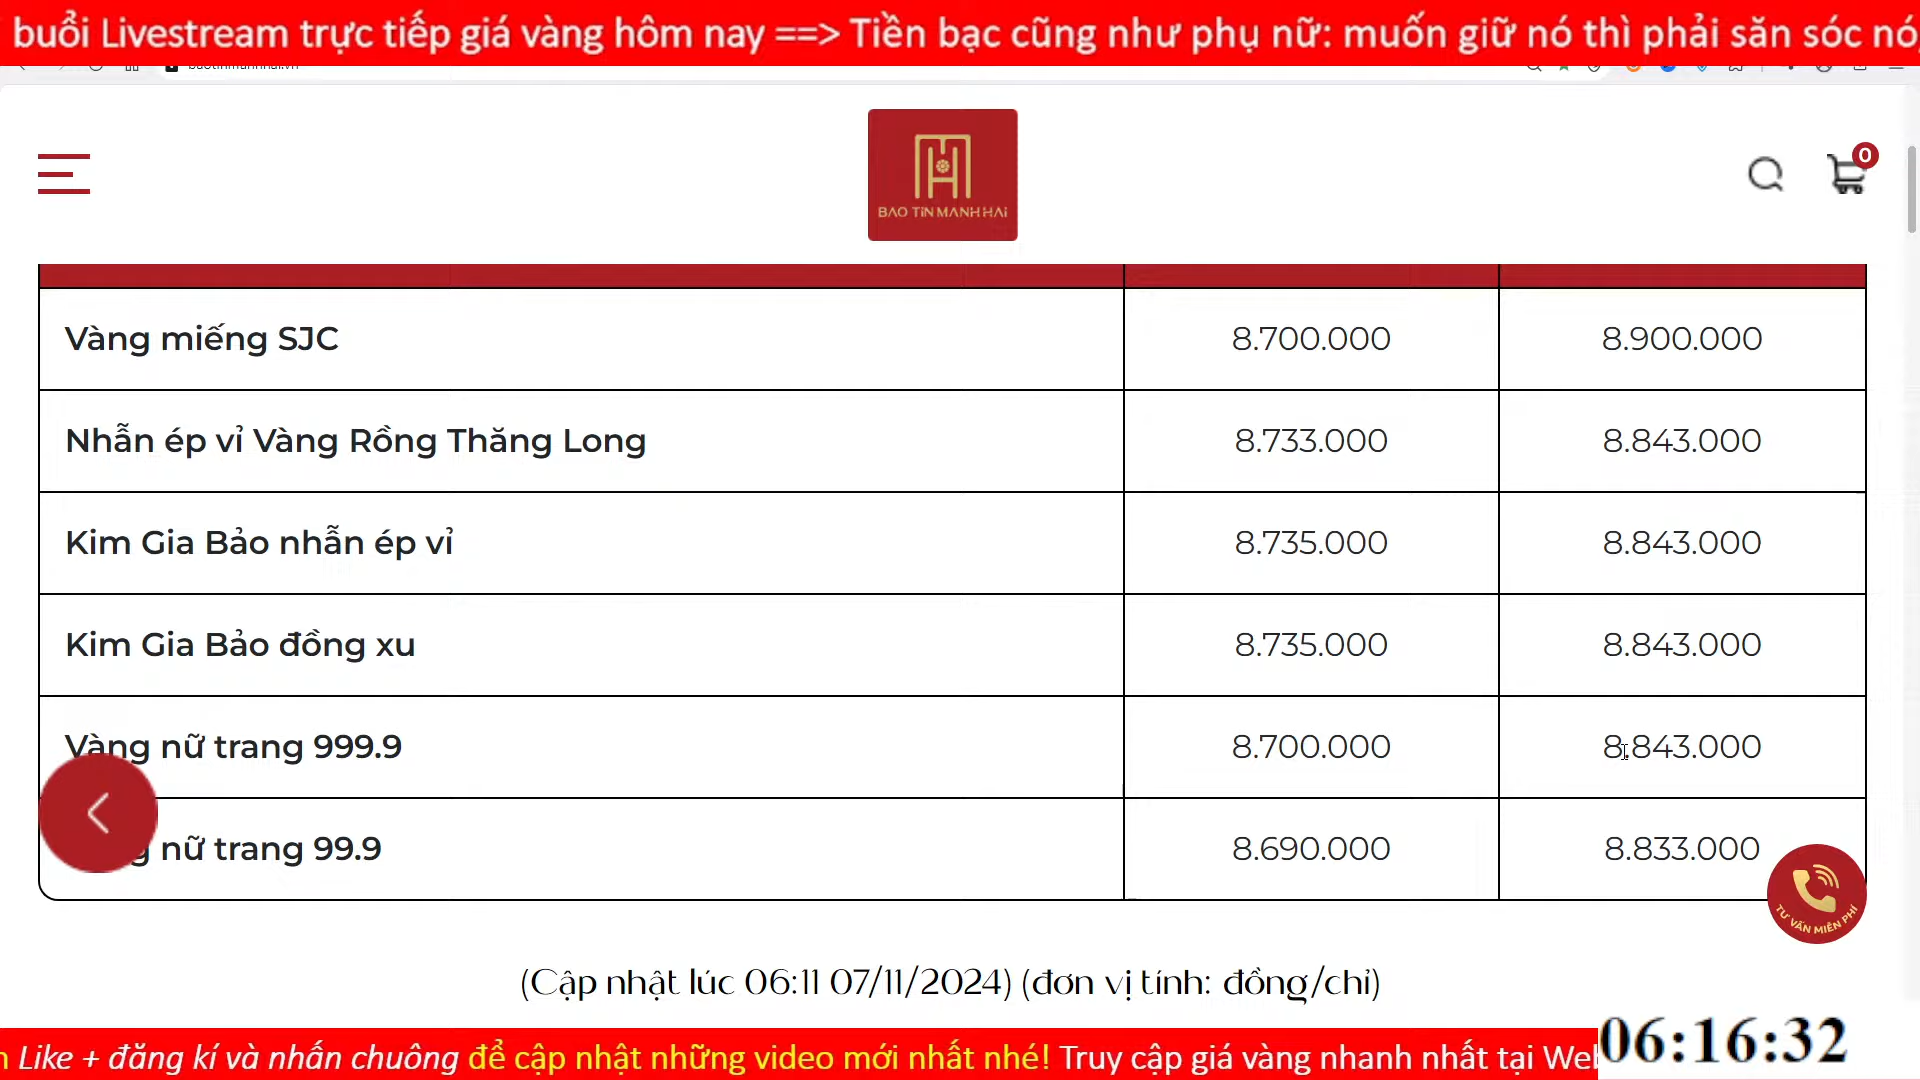 buổi Livestream trực tiếp giá vàng hôm nay ==> Tiền bạc cũng như phụ nữ: muốn giữ nó thì phải săn sóc nó
0
BAO TIN MANH HAI
Vàng miếng SJC 8.700.000 8.900.000
Nhẫn ép vỉ Vàng Rồng Thăng Long 8.733.000 8.843.000
Kim Gia Bảo nhẫn ép vỉ 8.735.000 8.843.000
Kim Gia Bảo đồng xu 8.735.000 8.843.000
Vàng nữ trang 999.9 8.700.000 8.843.000
nữ trang 99.9 8.690.000 8.833.000
TƯ VẤN MIỄN PHÍ
(Cập nhật lúc 06:11 07/11/2024) (đơn vị tính: đồng/chỉ)
Like + đăng kí và nhấn chuông để cập nhật những video mới nhất nhé! Truy cập giá vàng nhanh nhất tại Web
06:16:32